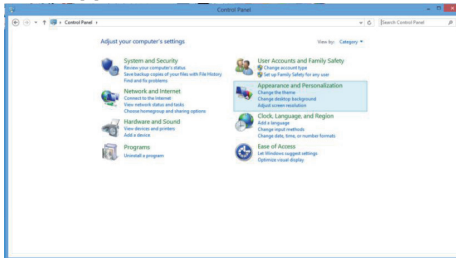 Control Panel
Control Panel
Search Control Panel
Adjust your computer's settings
View by: Category
System and Security
Review your computer's status
Save backup copies of your files with File History
Find and fix problems
Network and Internet
Connect to the Internet
View network status and tasks
Choose homegroup and sharing options
Hardware and Sound
View devices and printers
Add a device
Programs
Uninstall a program
User Accounts and Family Safety
Change account type
Set up Family Safety for any user
Appearance and Personalization
Change the theme
Change desktop background
Adjust screen resolution
Clock, Language, and Region
Add a language
Change input methods
Change date, time, or number formats
Ease of Access
Let Windows suggest settings
Optimize visual display